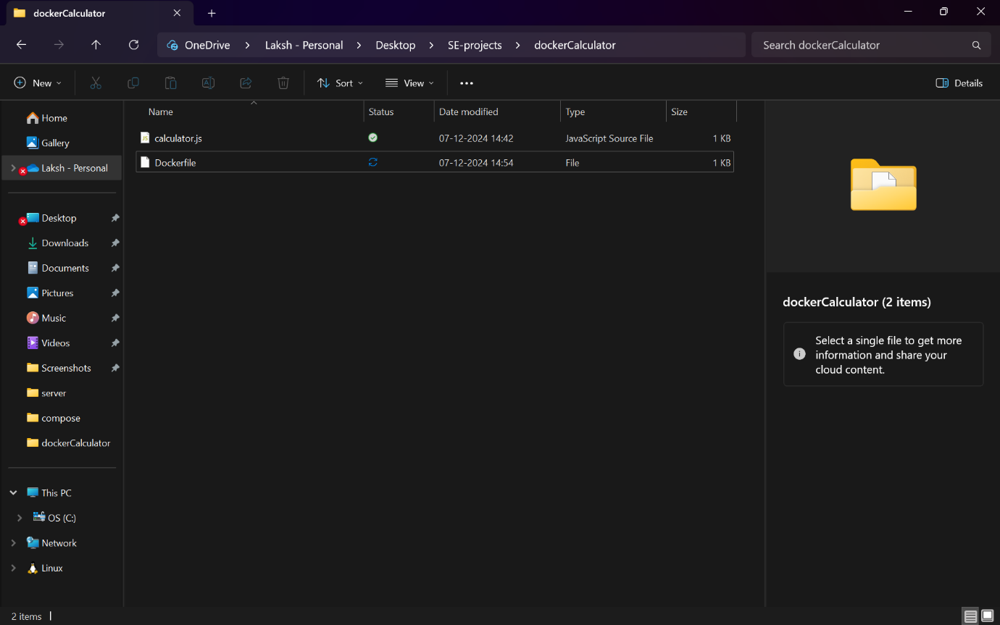 dockerCalculator
OneDrive > Laksh - Personal > Desktop > SE-projects > dockerCalculator
Search dockerCalculator
New
Sort
View
Details
Home
Gallery
Laksh - Personal
Desktop
Downloads
Documents
Pictures
Music
Videos
Screenshots
server
compose
dockerCalculator
This PC
OS (C:)
Network
Linux
Name Status Date modified Type Size
calculator.js 07-12-2024 14:42 JavaScript Source File 1 KB
Dockerfile 07-12-2024 14:54 File 1 KB
dockerCalculator (2 items)
Select a single file to get more
information and share your
cloud content.
2 items